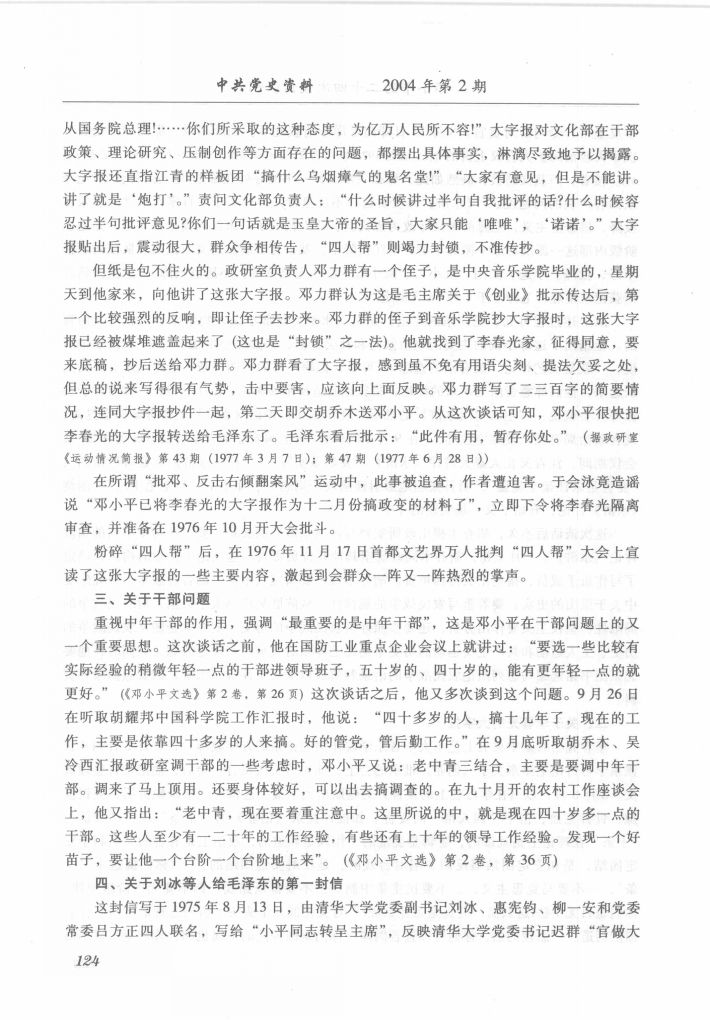 中共党史资料 2004 年第 2 期
从国务院总理!……你们所采取的这种态度，为亿万人民所不容!” 大字报对文化部在干部
政策、理论研究、压制创作等方面存在的问题，都摆出具体事实，淋漓尽致地予以揭露。
大字报还直指江青的样板团 “搞什么乌烟瘴气的鬼名堂!” “大家有意见，但是不能讲。
讲了就是 ‘炮打’。” 责问文化部负责人：“什么时候讲过半句自我批评的话?什么时候容
忍过半句批评意见?你们一句话就是玉皇大帝的圣旨，大家只能 ‘唯唯’，‘诺诺’。” 大字
报贴出后，震动很大，群众争相传告，“四人帮” 则竭力封锁，不准传抄。
但纸是包不住火的。政研室负责人邓力群有一个侄子，是中央音乐学院毕业的，星期
天到他家来，向他讲了这张大字报。邓力群认为这是毛主席关于《创业》批示传达后，第
一个比较强烈的反响，即让侄子去抄来。邓力群的侄子到音乐学院抄大字报时，这张大字
报已经被煤堆遮盖起来了 (这也是 “封锁” 之一法)。他就找到了李春光家，征得同意，要
来底稿，抄后送给邓力群。邓力群看了大字报，感到虽不免有用语尖刻、提法欠妥之处，
但总的说来写得很有气势，击中要害，应该向上面反映。邓力群写了二三百字的简要情
况，连同大字报抄件一起，第二天即交胡乔木送邓小平。从这次谈话可知，邓小平很快把
李春光的大字报转送给毛泽东了。毛泽东看后批示：“此件有用，暂存你处。” (据政研室
《运动情况简报》第 43 期 (1977 年 3 月 7 日)；第 47 期 (1977 年 6 月 28 日))
在所谓 “批邓、反击右倾翻案风” 运动中，此事被追查，作者遭迫害。于会泳竟造谣
说 “邓小平已将李春光的大字报作为十二月份搞政变的材料了”，立即下令将李春光隔离
审查，并准备在 1976 年 10 月开大会批斗。
粉碎 “四人帮” 后，在 1976 年 11 月 17 日首都文艺界万人批判 “四人帮” 大会上宣
读了这张大字报的一些主要内容，激起到会群众一阵又一阵热烈的掌声。
三、关于干部问题
重视中年干部的作用，强调 “最重要的是中年干部”，这是邓小平在干部问题上的又
一个重要思想。这次谈话之前，他在国防工业重点企业会议上就讲过：“要选一些比较有
实际经验的稍微年轻一点的干部进领导班子，五十岁的、四十岁的，能有更年轻一点的就
更好。” (《邓小平文选》第 2 卷，第 26 页) 这次谈话之后，他又多次谈到这个问题。9 月 26 日
在听取胡耀邦中国科学院工作汇报时，他说：“四十多岁的人，搞十几年了，现在的工
作，主要是依靠四十多岁的人来搞。好的管党，管后勤工作。” 在 9 月底听取胡乔木、吴
冷西汇报政研室调干部的一些考虑时，邓小平又说：老中青三结合，主要是要调中年干
部。调来了马上顶用。还要身体较好，可以出去搞调查的。在九十月开的农村工作座谈会
上，他又指出：“老中青，现在要着重注意中。这里所说的中，就是现在四十岁多一点的
干部。这些人至少有一二十年的工作经验，有些还有上十年的领导工作经验。发现一个好
苗子，要让他一个台阶一个台阶地上来”。(《邓小平文选》第 2 卷，第 36 页)
四、关于刘冰等人给毛泽东的第一封信
这封信写于 1975 年 8 月 13 日，由清华大学党委副书记刘冰、惠宪钧、柳一安和党委
常委吕方正四人联名，写给 “小平同志转呈主席”，反映清华大学党委书记迟群 “官做大
124